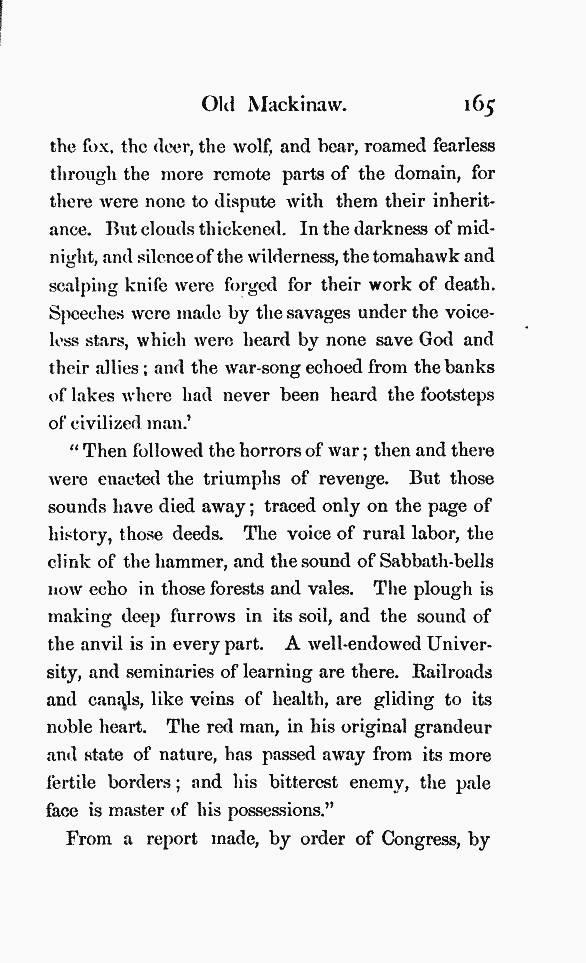 Old Mackinaw. 165
the fox, the deer, the wolf, and bear, roamed fearless
through the more remote parts of the domain, for
there were none to dispute with them their inherit-
ance. But clouds thickened. In the darkness of mid-
night, and silence of the wilderness, the tomahawk and
scalping knife were forged for their work of death.
Speeches were made by the savages under the voice-
less stars, which were heard by none save God and
their allies; and the war-song echoed from the banks
of lakes where had never been heard the footsteps
of civilized man.'
"Then followed the horrors of war; then and there
were enacted the triumphs of revenge. But those
sounds have died away; traced only on the page of
history, those deeds. The voice of rural labor, the
clink of the hammer, and the sound of Sabbath-bells
now echo in those forests and vales. The plough is
making deep furrows in its soil, and the sound of
the anvil is in every part. A well-endowed Univer-
sity, and seminaries of learning are there. Railroads
and canals, like veins of health, are gliding to its
noble heart. The red man, in his original grandeur
and state of nature, has passed away from its more
fertile borders; and his bitterest enemy, the pale
face is master of his possessions."
From a report made, by order of Congress, by